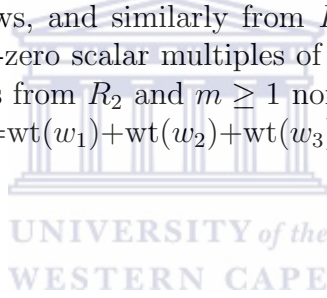 ws, and similarly from
-zero scalar multiples of
s from R₂ and m ≥ 1 no
=wt(w₁)+wt(w₂)+wt(w₃)
UNIVERSITY of the
WESTERN CAPE